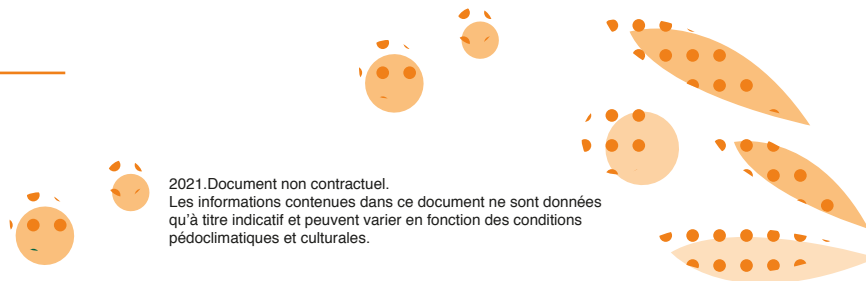 2021.Document non contractuel.
Les informations contenues dans ce document ne sont données
qu’à titre indicatif et peuvent varier en fonction des conditions
pédoclimatiques et culturales.